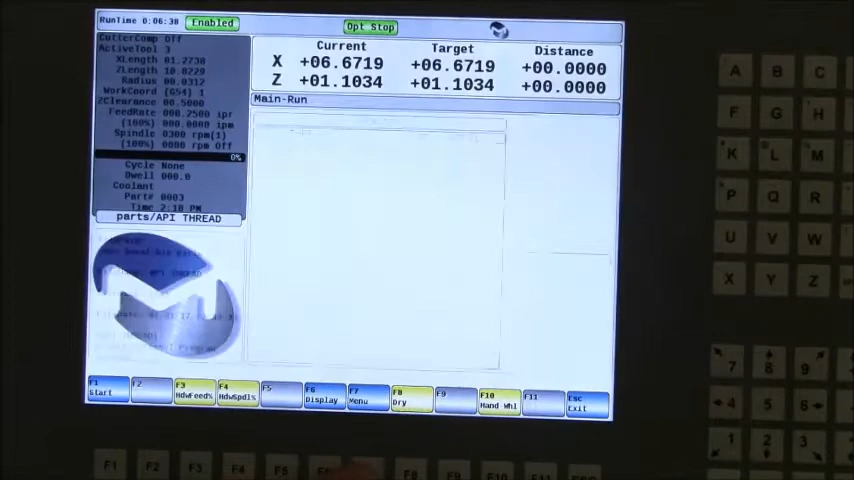 RunTime 0:06:38 Enabled Opt Stop
CutterComp Off
ActiveTool 3
XLength 01.2738
ZLength 10.8229
Radius 00.0312
WorkCoord (G54) 1
ZClearance 00.5000
FeedRate 000.2500 ipr
(100%) 000.0000 ipm
Spindle 0300 rpm(1)
(100%) 0000 rpm Off
0%
Cycle None
Dwell 000.0
Coolant
Part# 0003
Time 2:10 PM
parts/API THREAD
Current Target Distance
X +06.6719 +06.6719 +00.0000
Z +01.1034 +01.1034 +00.0000
Main-Run
F1 Start
F2
F3 HdwFeed%
F4 HdwSpdl%
F5
F6 Display
F7 Menu
F8 Dry
F9
F10 Hand Whl
F11
Esc Exit
F1 F2 F3 F4 F5 F8 F9 F10 F11 ESC
A B C
F G H
K L M
P Q R
U V W
X Y Z
7 8 9
4 5 6
1 2 3